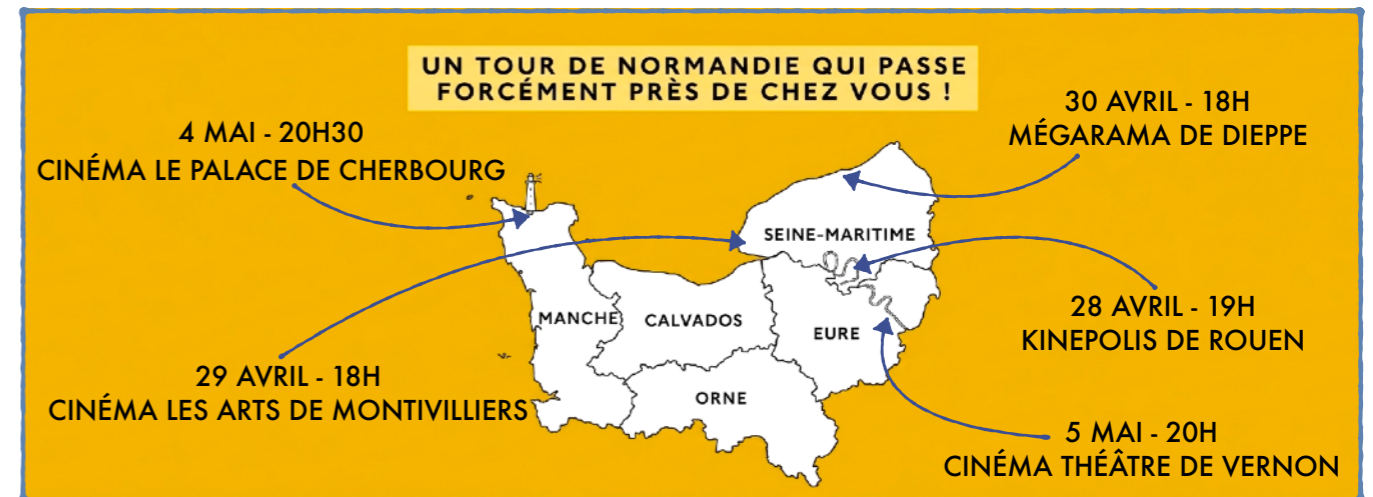 UN TOUR DE NORMANDIE QUI PASSE
FORCÉMENT PRÈS DE CHEZ VOUS !
4 MAI - 20H30
CINÉMA LE PALACE DE CHERBOURG
30 AVRIL - 18H
MÉGARAMA DE DIEPPE
SEINE-MARITIME
MANCHE
CALVADOS
EURE
ORNE
28 AVRIL - 19H
KINEPOLIS DE ROUEN
29 AVRIL - 18H
CINÉMA LES ARTS DE MONTIVILLIERS
5 MAI - 20H
CINÉMA THÉÂTRE DE VERNON